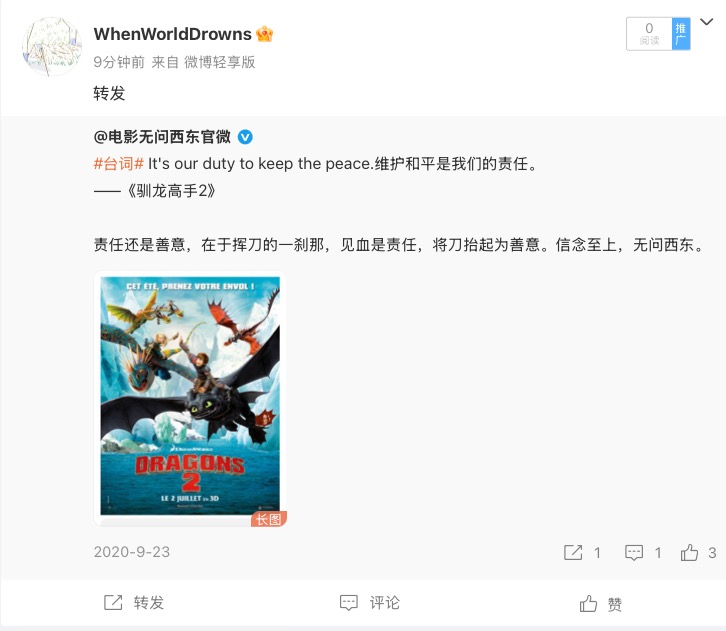 WhenWorldDrowns
0
阅读
推广
9分钟前 来自 微博轻享版
转发
@电影无问西东官微
#台词# It's our duty to keep the peace.维护和平是我们的责任。
——《驯龙高手2》
责任还是善意，在于挥刀的一刹那，见血是责任，将刀抬起为善意。信念至上，无问西东。
CET ÉTÉ, PRENEZ VOTRE ENVOL !
DRAGONS
2
LE 2 JUILLET EN 3D
长图
2020-9-23
1
1
3
转发
评论
赞